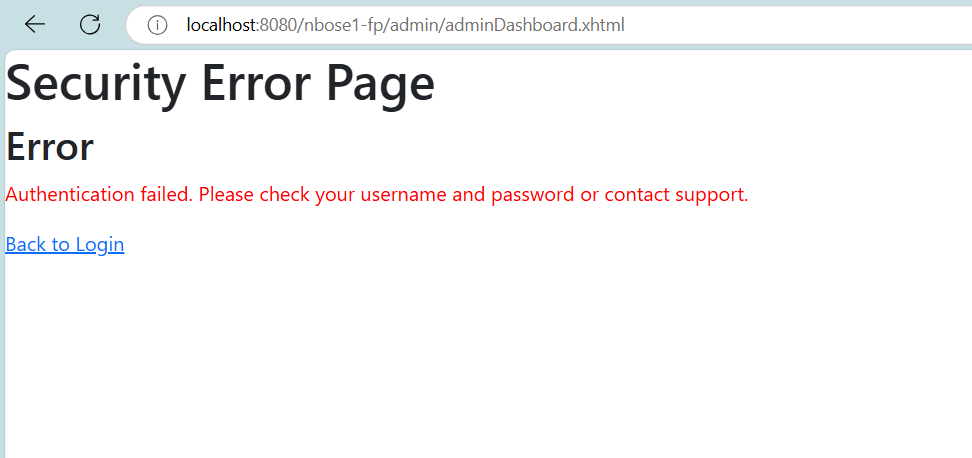 localhost:8080/nbose1-fp/admin/adminDashboard.xhtml
Security Error Page
Error
Authentication failed. Please check your username and password or contact support.
Back to Login